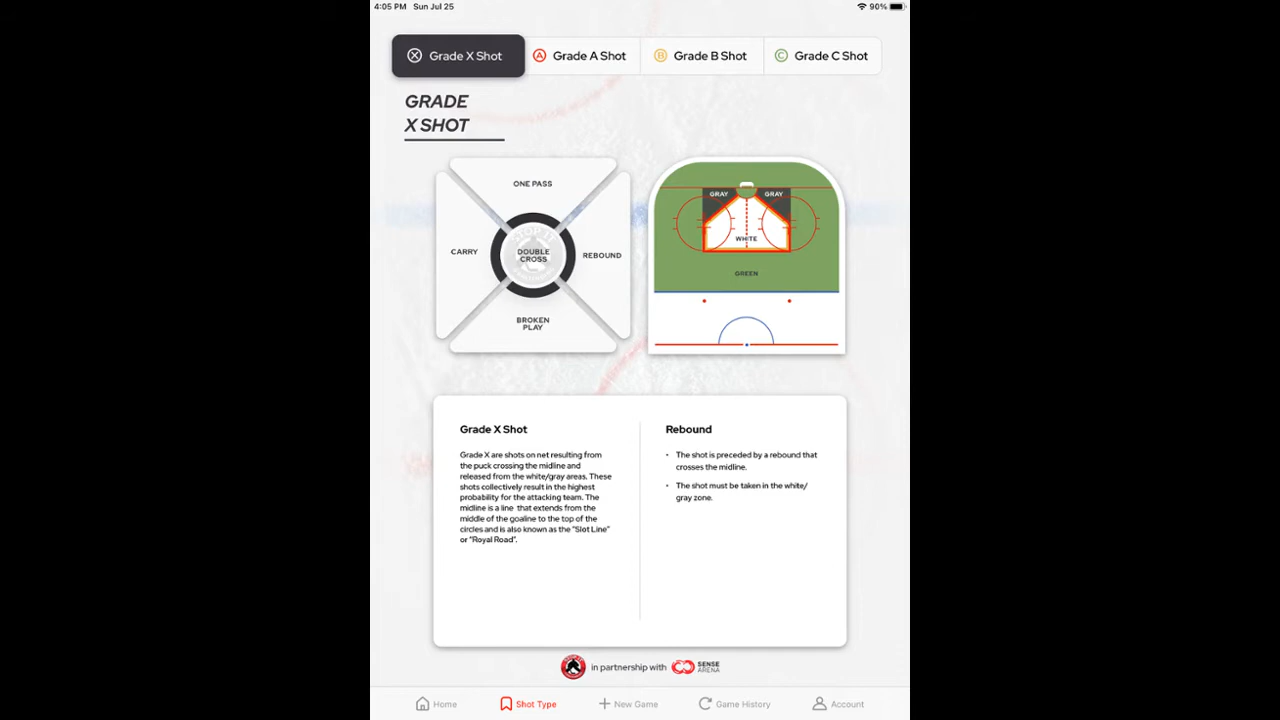 4:05 PM Sun Jul 25 90%
Grade X Shot
A Grade A Shot
B Grade B Shot
C Grade C Shot
GRADE
X SHOT
ONE PASS
CARRY
DOUBLE
CROSS
REBOUND
BROKEN
PLAY
GRAY GRAY
WHITE
GREEN
Grade X Shot
Grade X are shots on net resulting from
the puck crossing the midline and
released from the white/gray areas. These
shots collectively result in the highest
probability for the attacking team. The
midline is a line that extends from the
middle of the goaline to the top of the
circles and is also known as the "Slot Line"
or "Royal Road".
Rebound
• The shot is preceded by a rebound that
crosses the midline.
• The shot must be taken in the white/
gray zone.
in partnership with SENSE
ARENA
Home Shot Type New Game Game History Account